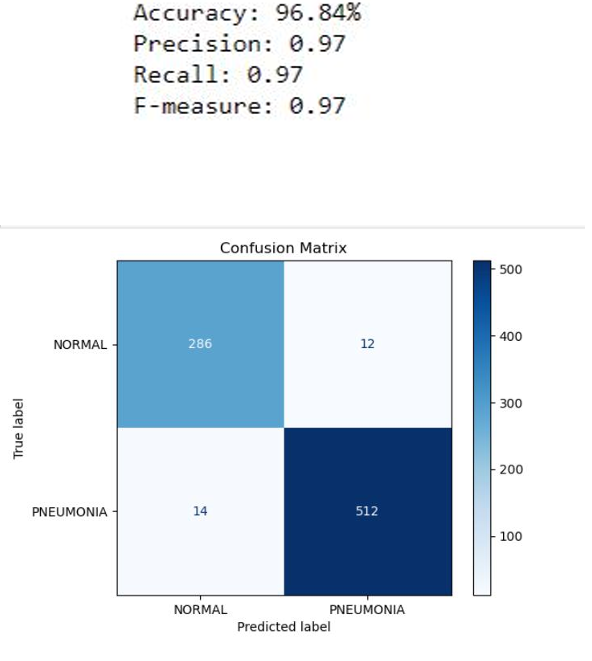 Accuracy: 96.84%
Precision: 0.97
Recall: 0.97
F-measure: 0.97
Confusion Matrix
500
NORMAL
286
12
400
300
True label
200
PNEUMONIA
14
512
100
NORMAL
PNEUMONIA
Predicted label